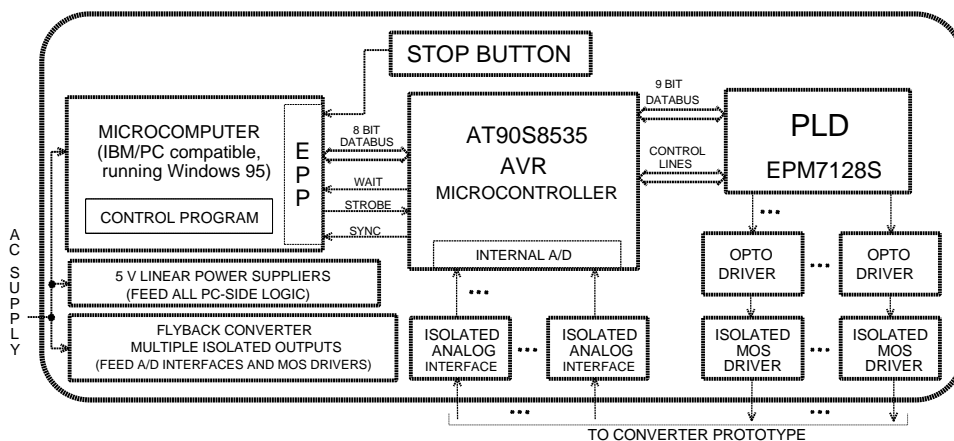 STOP BUTTON
MICROCOMPUTER
(IBM/PC compatible,
running Windows 95)
CONTROL PROGRAM
EPP
8 BIT
DATABUS
WAIT
STROBE
SYNC
AT90S8535
AVR
MICROCONTROLLER
INTERNAL A/D
9 BIT
DATABUS
CONTROL
LINES
PLD
EPM7128S
...
OPTO
DRIVER
...
OPTO
DRIVER
AC SUPPLY
5 V LINEAR POWER SUPPLIERS
(FEED ALL PC-SIDE LOGIC)
FLYBACK CONVERTER
MULTIPLE ISOLATED OUTPUTS
(FEED A/D INTERFACES AND MOS DRIVERS)
...
ISOLATED
ANALOG
INTERFACE
...
ISOLATED
ANALOG
INTERFACE
ISOLATED
MOS
DRIVER
...
ISOLATED
MOS
DRIVER
...
...
TO CONVERTER PROTOTYPE